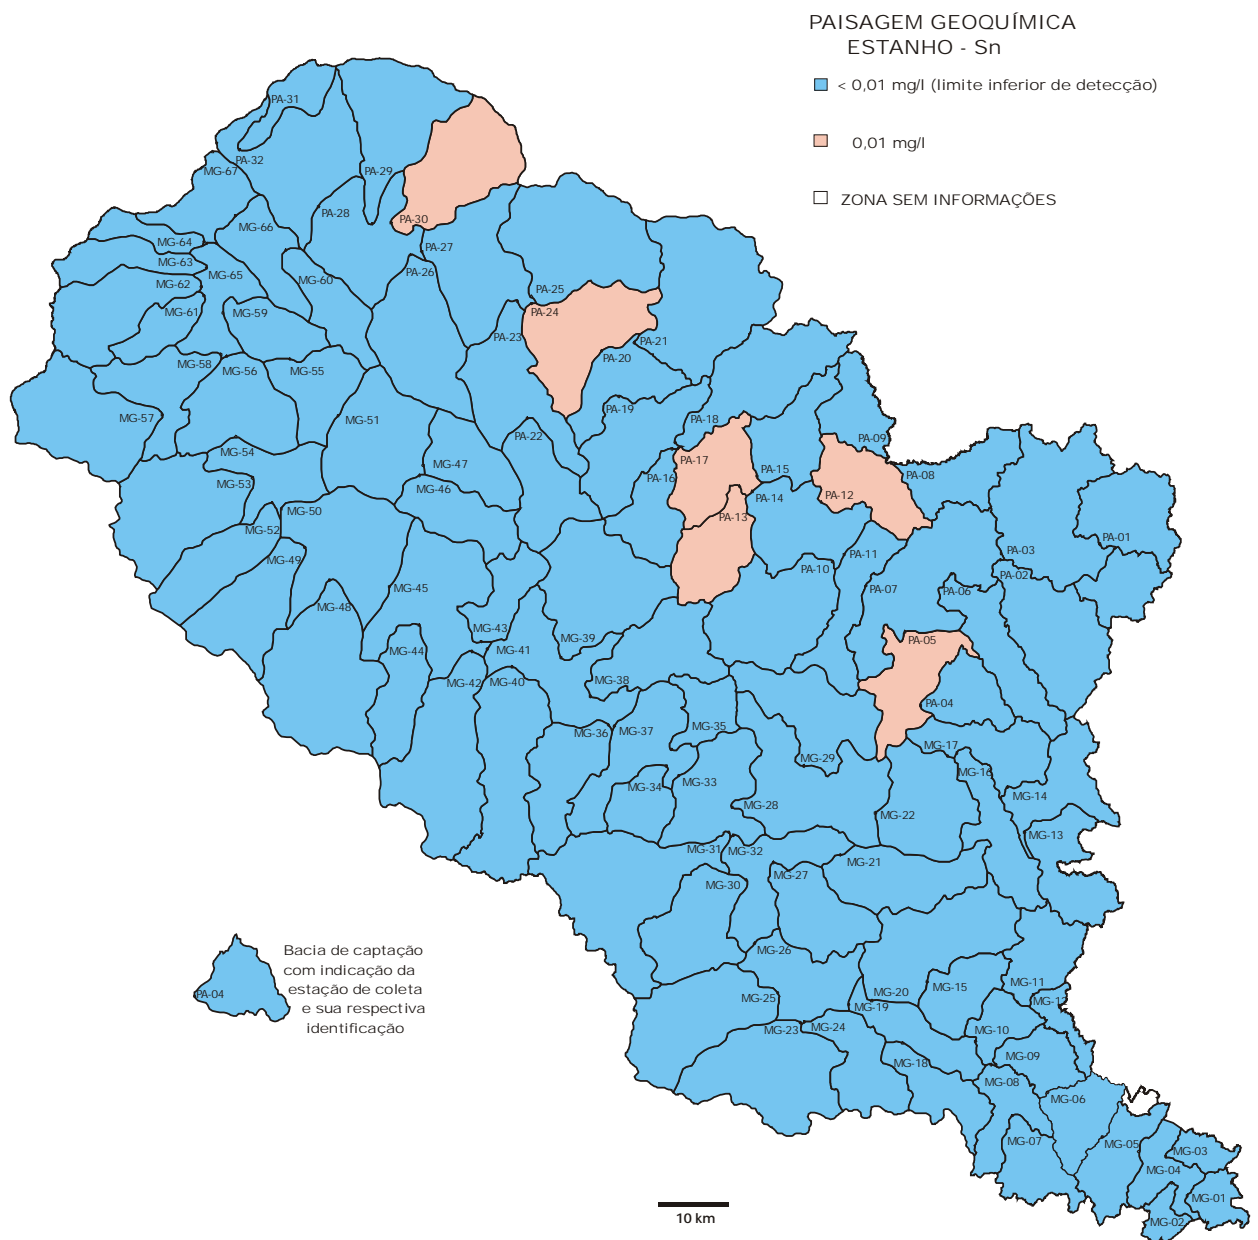 PAISAGEM GEOQUÍMICA
ESTANHO - Sn
< 0,01 mg/l (limite inferior de detecção)
0,01 mg/l
ZONA SEM INFORMAÇÕES
PA-31
PA-32
MG-67
PA-29
PA-28
PA-30
MG-66
MG-64
PA-27
MG-63
PA-26
MG-65
MG-62
MG-60
PA-25
MG-61
MG-59
PA-24
PA-23
PA-21
PA-20
MG-58
MG-56
MG-55
PA-19
MG-57
MG-51
PA-18
PA-22
PA-09
MG-54
MG-47
PA-17
PA-15
PA-16
PA-08
MG-53
MG-46
PA-12
PA-14
MG-50
PA-13
MG-52
PA-01
PA-03
PA-11
MG-49
PA-10
PA-02
MG-45
PA-07
PA-06
MG-48
MG-43
MG-39
PA-05
MG-44
MG-41
MG-42
MG-40
MG-38
PA-04
MG-36
MG-37
MG-35
MG-17
MG-29
MG-16
MG-34
MG-33
MG-14
MG-28
MG-22
MG-13
MG-31
MG-32
MG-21
MG-27
MG-30
MG-26
Bacia de captação
com indicação da
estação de coleta
e sua respectiva
identificação
PA-04
MG-11
MG-15
MG-20
MG-25
MG-12
MG-19
MG-23
MG-24
MG-10
MG-09
MG-18
MG-08
MG-06
MG-07
MG-05
MG-03
MG-04
MG-01
MG-02
10 km